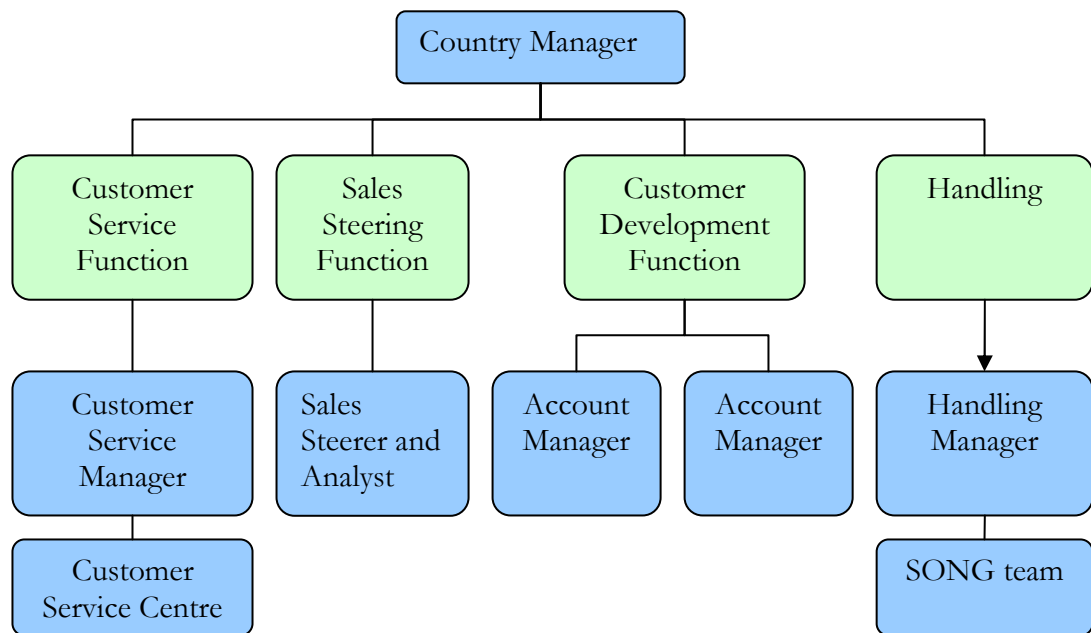 Country Manager
Customer
Service
Function
Sales
Steering
Function
Customer
Development
Function
Handling
Customer
Service
Manager
Sales
Steerer and
Analyst
Account
Manager
Account
Manager
Handling
Manager
Customer
Service Centre
SONG team